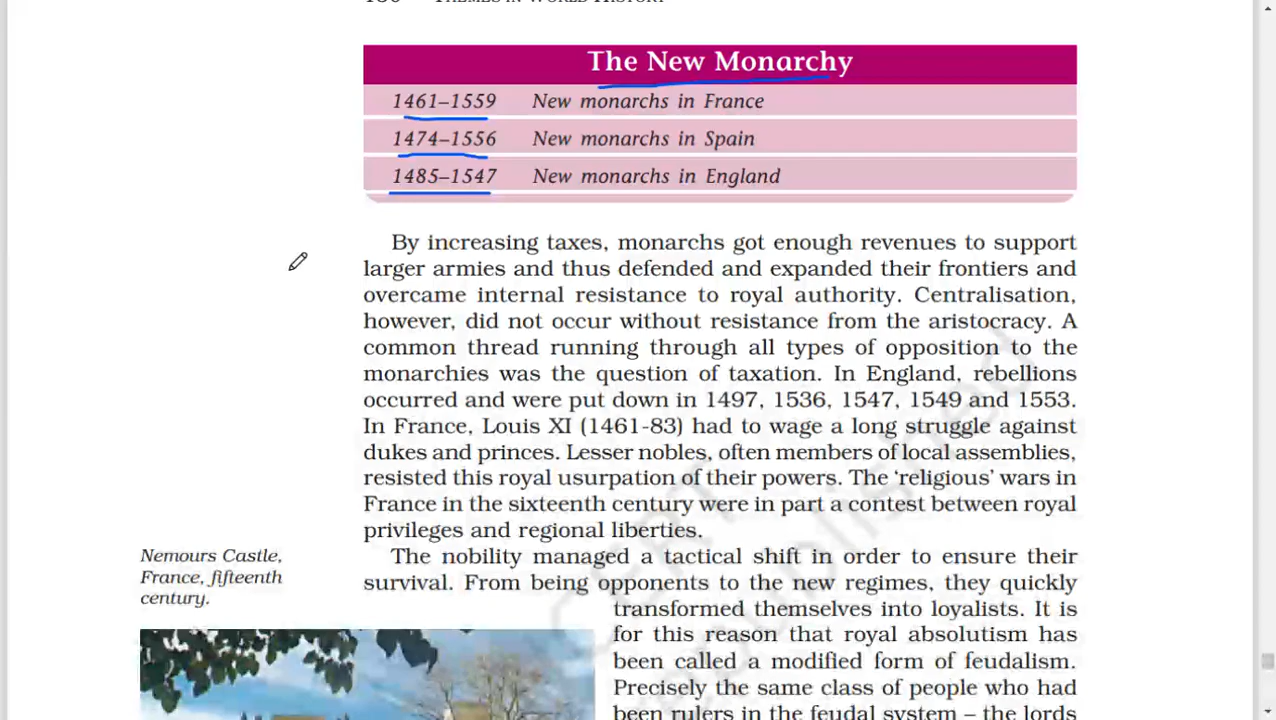 The New Monarchy
1461–1559 New monarchs in France
1474–1556 New monarchs in Spain
1485–1547 New monarchs in England
By increasing taxes, monarchs got enough revenues to support
larger armies and thus defended and expanded their frontiers and
overcame internal resistance to royal authority. Centralisation,
however, did not occur without resistance from the aristocracy. A
common thread running through all types of opposition to the
monarchies was the question of taxation. In England, rebellions
occurred and were put down in 1497, 1536, 1547, 1549 and 1553.
In France, Louis XI (1461-83) had to wage a long struggle against
dukes and princes. Lesser nobles, often members of local assemblies,
resisted this royal usurpation of their powers. The ‘religious’ wars in
France in the sixteenth century were in part a contest between royal
privileges and regional liberties.
Nemours Castle,
France, fifteenth
century.
The nobility managed a tactical shift in order to ensure their
survival. From being opponents to the new regimes, they quickly
transformed themselves into loyalists. It is
for this reason that royal absolutism has
been called a modified form of feudalism.
Precisely the same class of people who had
been rulers in the feudal system – the lords